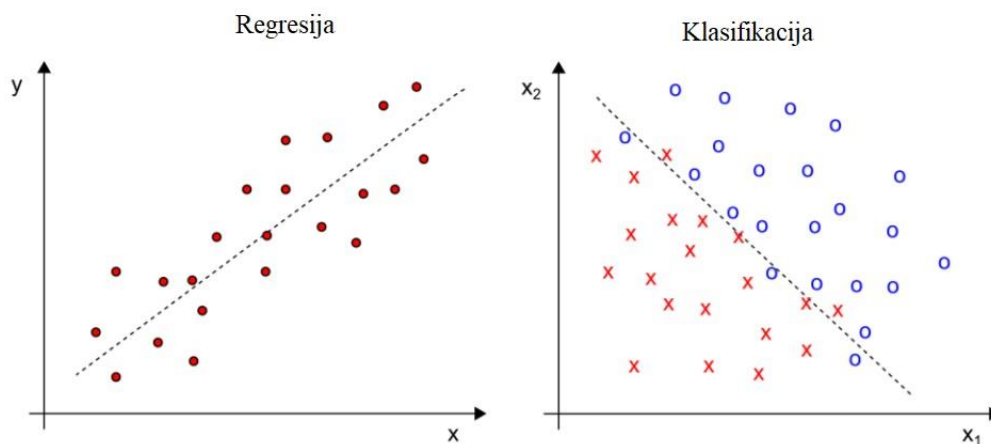 Regresija
y
x
Klasifikacija
x2
x1